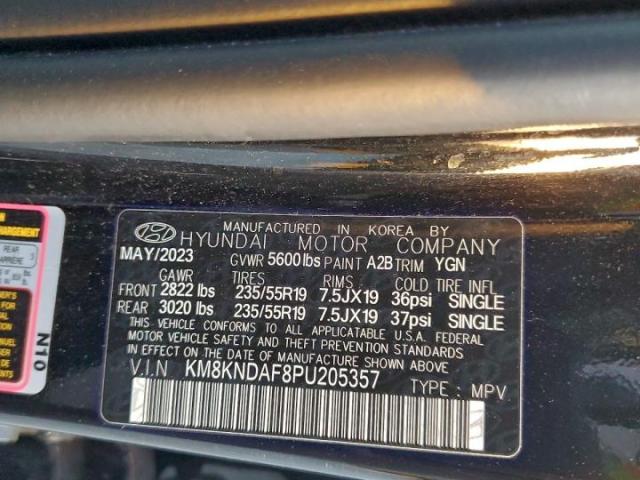 MANUFACTURED IN KOREA BY
HYUNDAI MOTOR COMPANY
MAY/2023 GVWR 5600lbs PAINT A2B TRIM YGN
GAWR TIRES RIMS COLD TIRE INFL
FRONT 2822 lbs 235/55R19 7.5JX19 36psi SINGLE
REAR 3020 lbs 235/55R19 7.5JX19 37psi SINGLE
THIS VEHICLE CONFORMS TO ALL APPLICABLE U.S.A. FEDERAL
MOTOR VEHICLE SAFETY AND THEFT PREVENTION STANDARDS
IN EFFECT ON THE DATE OF MANUFACTURE SHOWN ABOVE
V.I.N KM8KNDAF8PU205357 TYPE : MPV
REAR
ARRIÈRE
N10